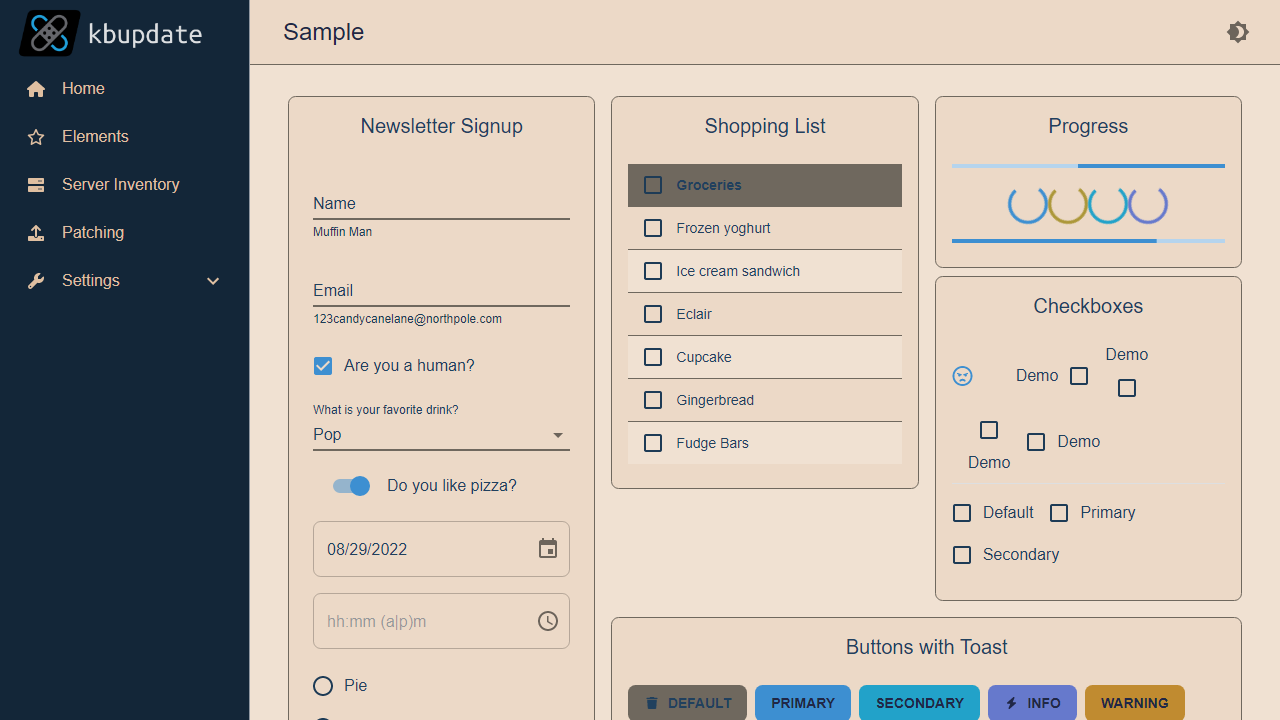 kbupdate
Home
Elements
Server Inventory
Patching
Settings
Sample
Newsletter Signup
Name
Muffin Man
Email
123candycanelane@northpole.com
Are you a human?
What is your favorite drink?
Pop
Do you like pizza?
08/29/2022
hh:mm (a|p)m
Pie
Shopping List
Groceries
Frozen yoghurt
Ice cream sandwich
Eclair
Cupcake
Gingerbread
Fudge Bars
Progress
Checkboxes
Demo
Demo
Demo
Demo
Default Primary
Secondary
Buttons with Toast
DEFAULT PRIMARY SECONDARY INFO WARNING